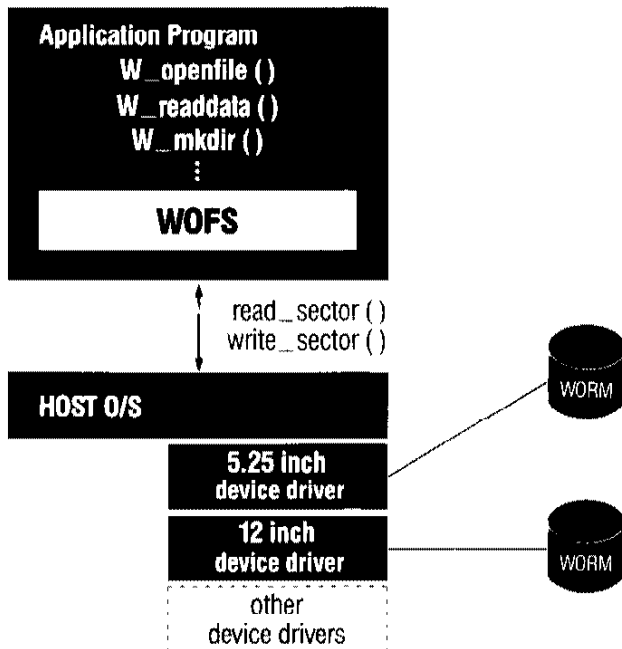 Application Program
W_openfile ( )
W_readdata ( )
W_mkdir ( )
⋮
WOFS
read_sector ( )
write_sector ( )
HOST O/S
5.25 inch
device driver
WORM
12 inch
device driver
WORM
other
device drivers